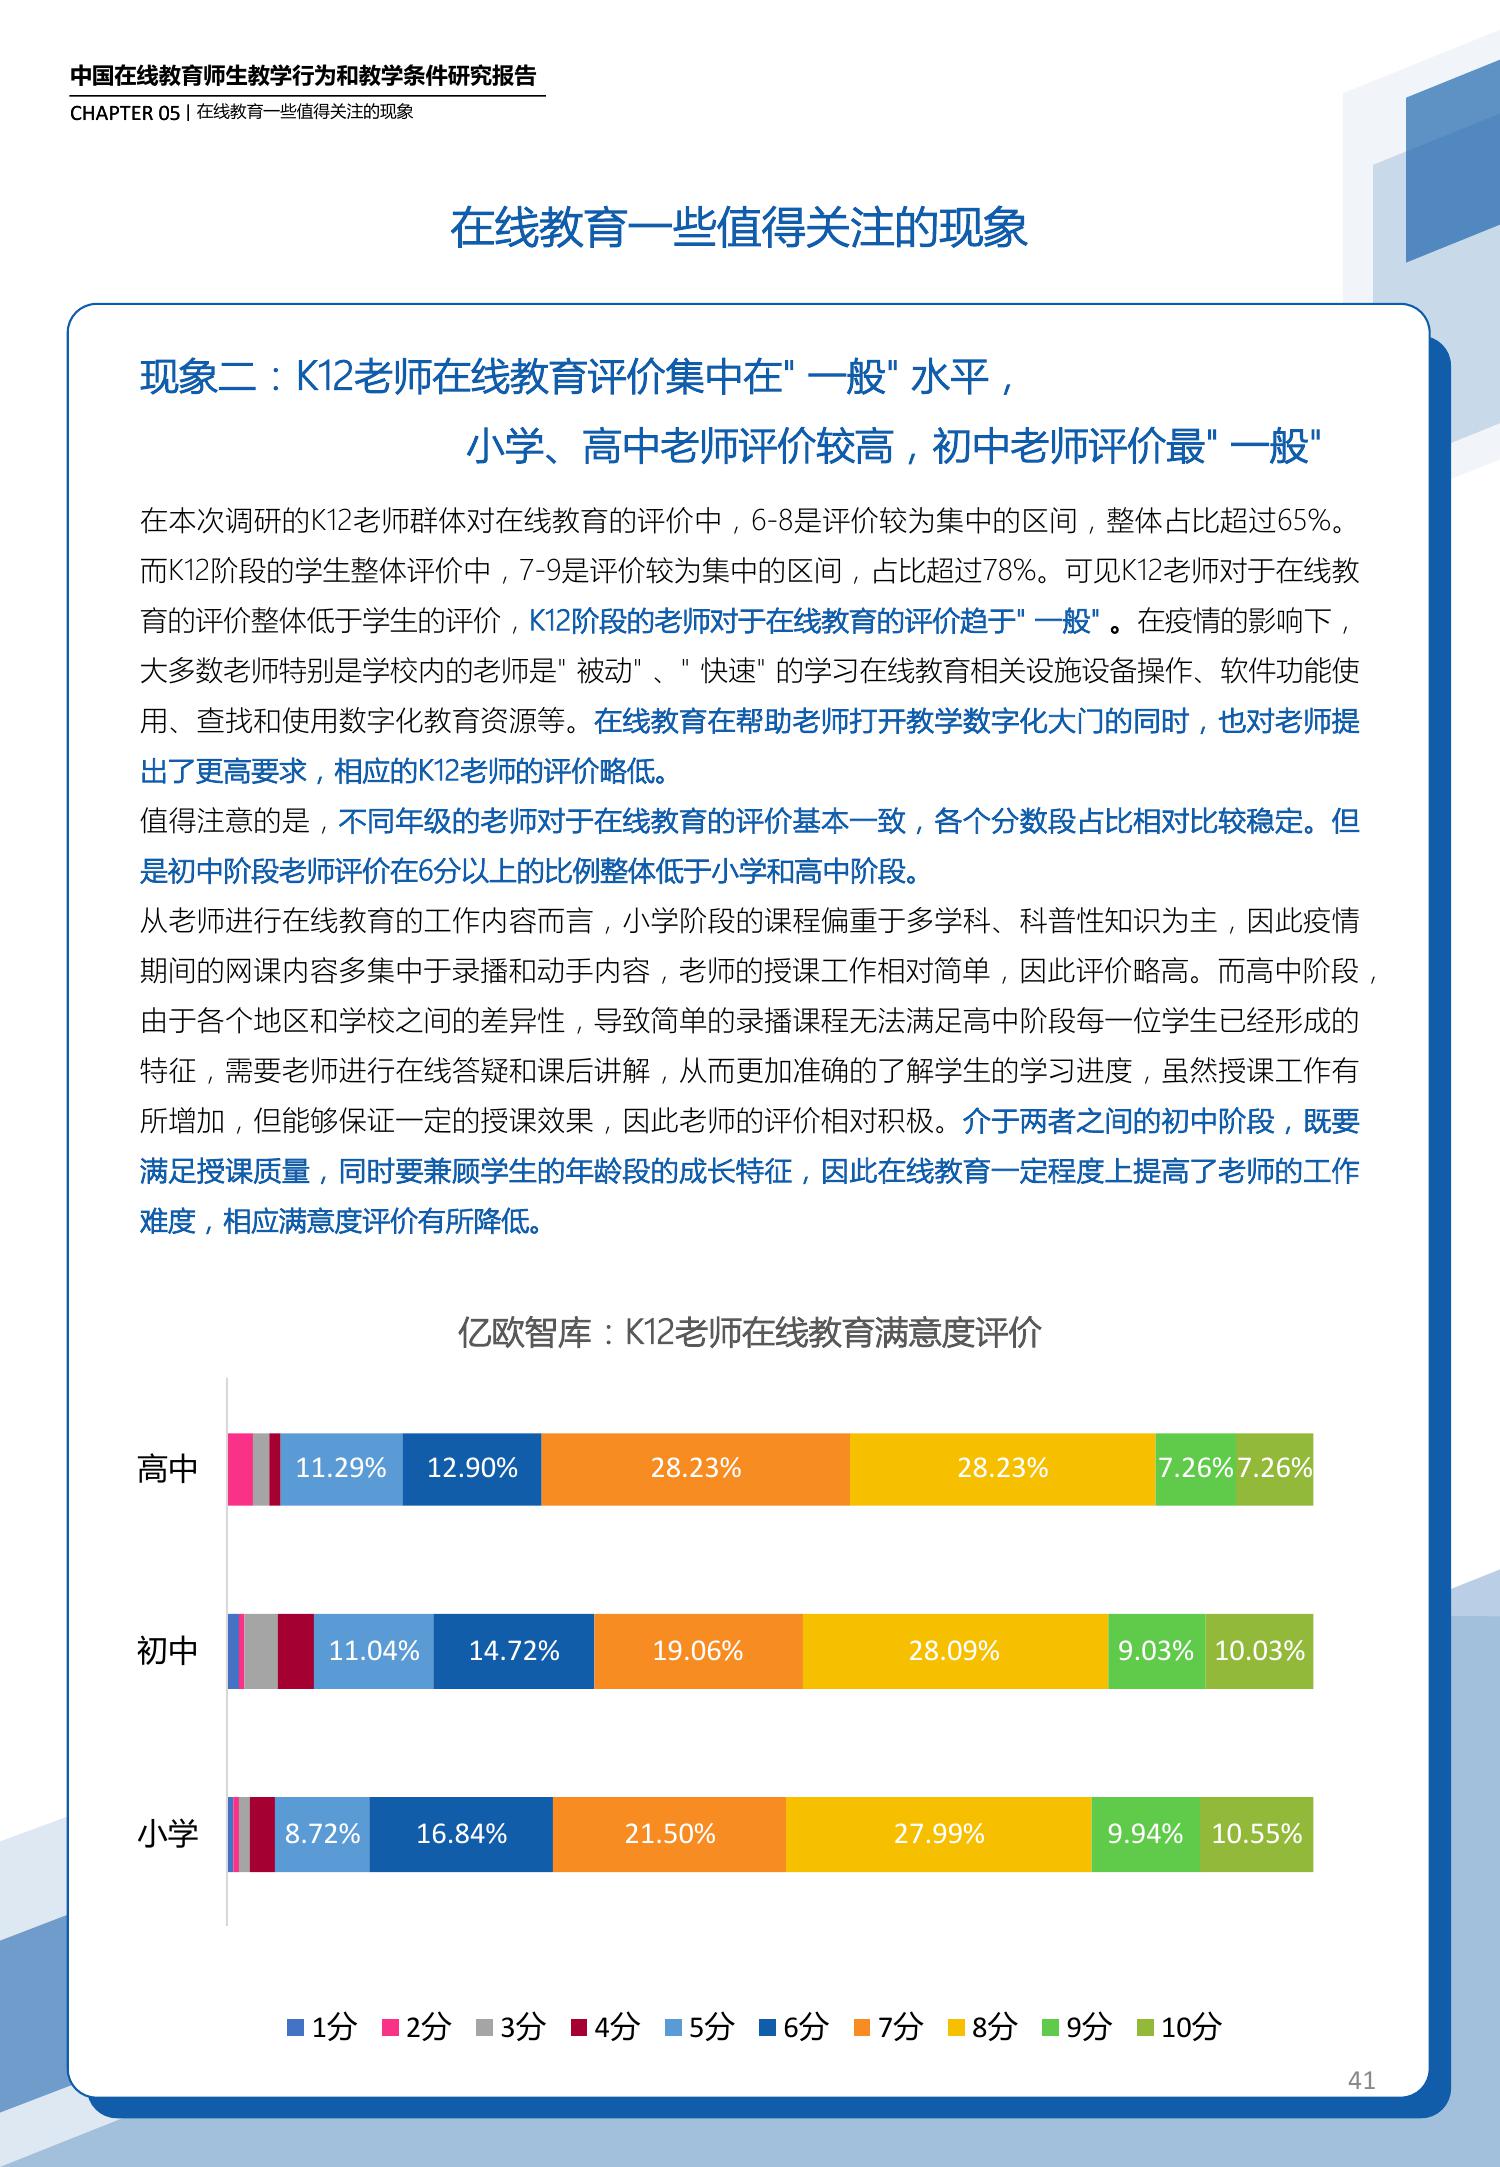 中国在线教育师生教学行为和教学条件研究报告
CHAPTER 05 | 在线教育一些值得关注的现象
在线教育一些值得关注的现象
现象二：K12老师在线教育评价集中在"一般"水平，
小学、高中老师评价较高，初中老师评价最"一般"
在本次调研的K12老师群体对在线教育的评价中，6-8是评价较为集中的区间，整体占比超过65%。
而K12阶段的学生整体评价中，7-9是评价较为集中的区间，占比超过78%。可见K12老师对于在线教
育的评价整体低于学生的评价，K12阶段的老师对于在线教育的评价趋于"一般"。在疫情的影响下，
大多数老师特别是学校内的老师是"被动"、"快速"的学习在线教育相关设施设备操作、软件功能使
用、查找和使用数字化教育资源等。在线教育在帮助老师打开教学数字化大门的同时，也对老师提
出了更高要求，相应的K12老师的评价略低。
值得注意的是，不同年级的老师对于在线教育的评价基本一致，各个分数段占比相对比较稳定。但
是初中阶段老师评价在6分以上的比例整体低于小学和高中阶段。
从老师进行在线教育的工作内容而言，小学阶段的课程偏重于多学科、科普性知识为主，因此疫情
期间的网课内容多集中于录播和动手内容，老师的授课工作相对简单，因此评价略高。而高中阶段，
由于各个地区和学校之间的差异性，导致简单的录播课程无法满足高中阶段每一位学生已经形成的
特征，需要老师进行在线答疑和课后讲解，从而更加准确的了解学生的学习进度，虽然授课工作有
所增加，但能够保证一定的授课效果，因此老师的评价相对积极。介于两者之间的初中阶段，既要
满足授课质量，同时要兼顾学生的年龄段的成长特征，因此在线教育一定程度上提高了老师的工作
难度，相应满意度评价有所降低。
亿欧智库：K12老师在线教育满意度评价
高中 11.29% 12.90% 28.23% 28.23% 7.26% 7.26%
初中 11.04% 14.72% 19.06% 28.09% 9.03% 10.03%
小学 8.72% 16.84% 21.50% 27.99% 9.94% 10.55%
1分 2分 3分 4分 5分 6分 7分 8分 9分 10分
41